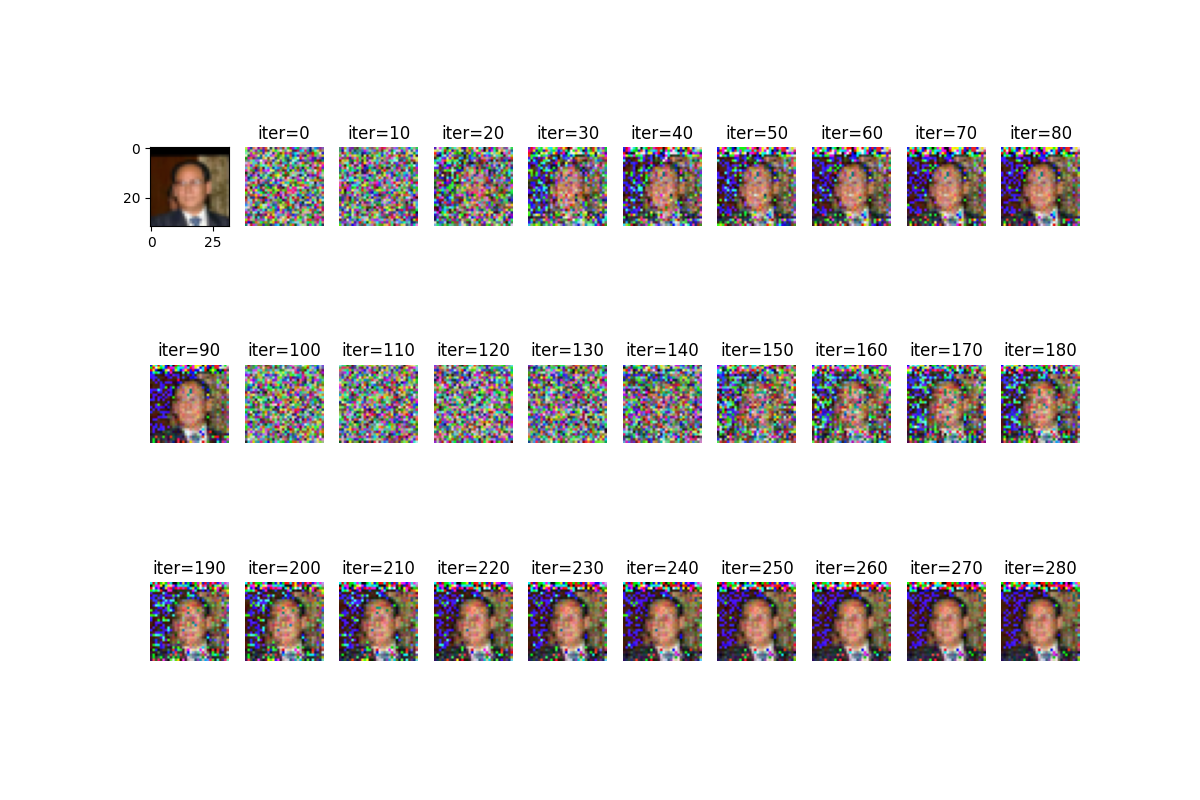 iter=0 iter=10 iter=20 iter=30 iter=40 iter=50 iter=60 iter=70 iter=80
0
20
0 25
iter=90 iter=100 iter=110 iter=120 iter=130 iter=140 iter=150 iter=160 iter=170 iter=180
iter=190 iter=200 iter=210 iter=220 iter=230 iter=240 iter=250 iter=260 iter=270 iter=280